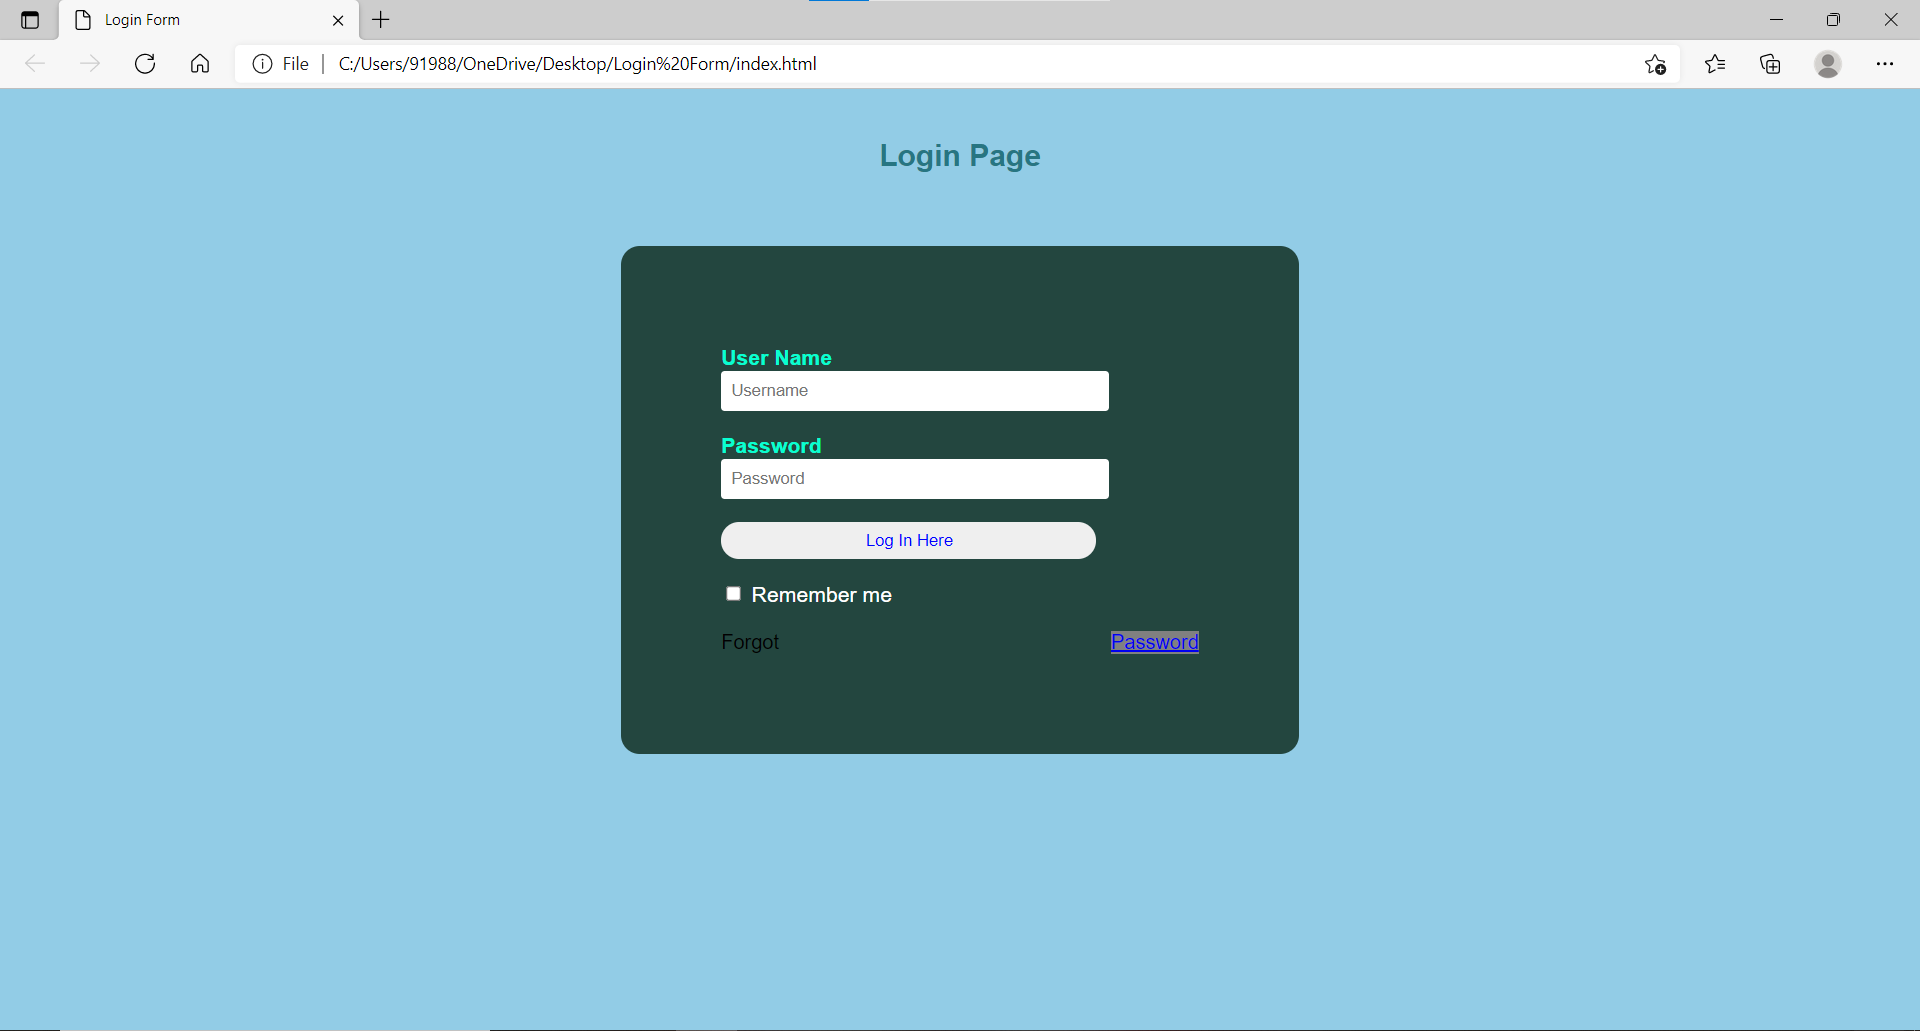 Login Form
File C:/Users/91988/OneDrive/Desktop/Login%20Form/index.html
Login Page
User Name
Username
Password
Password
Log In Here
Remember me
Forgot Password